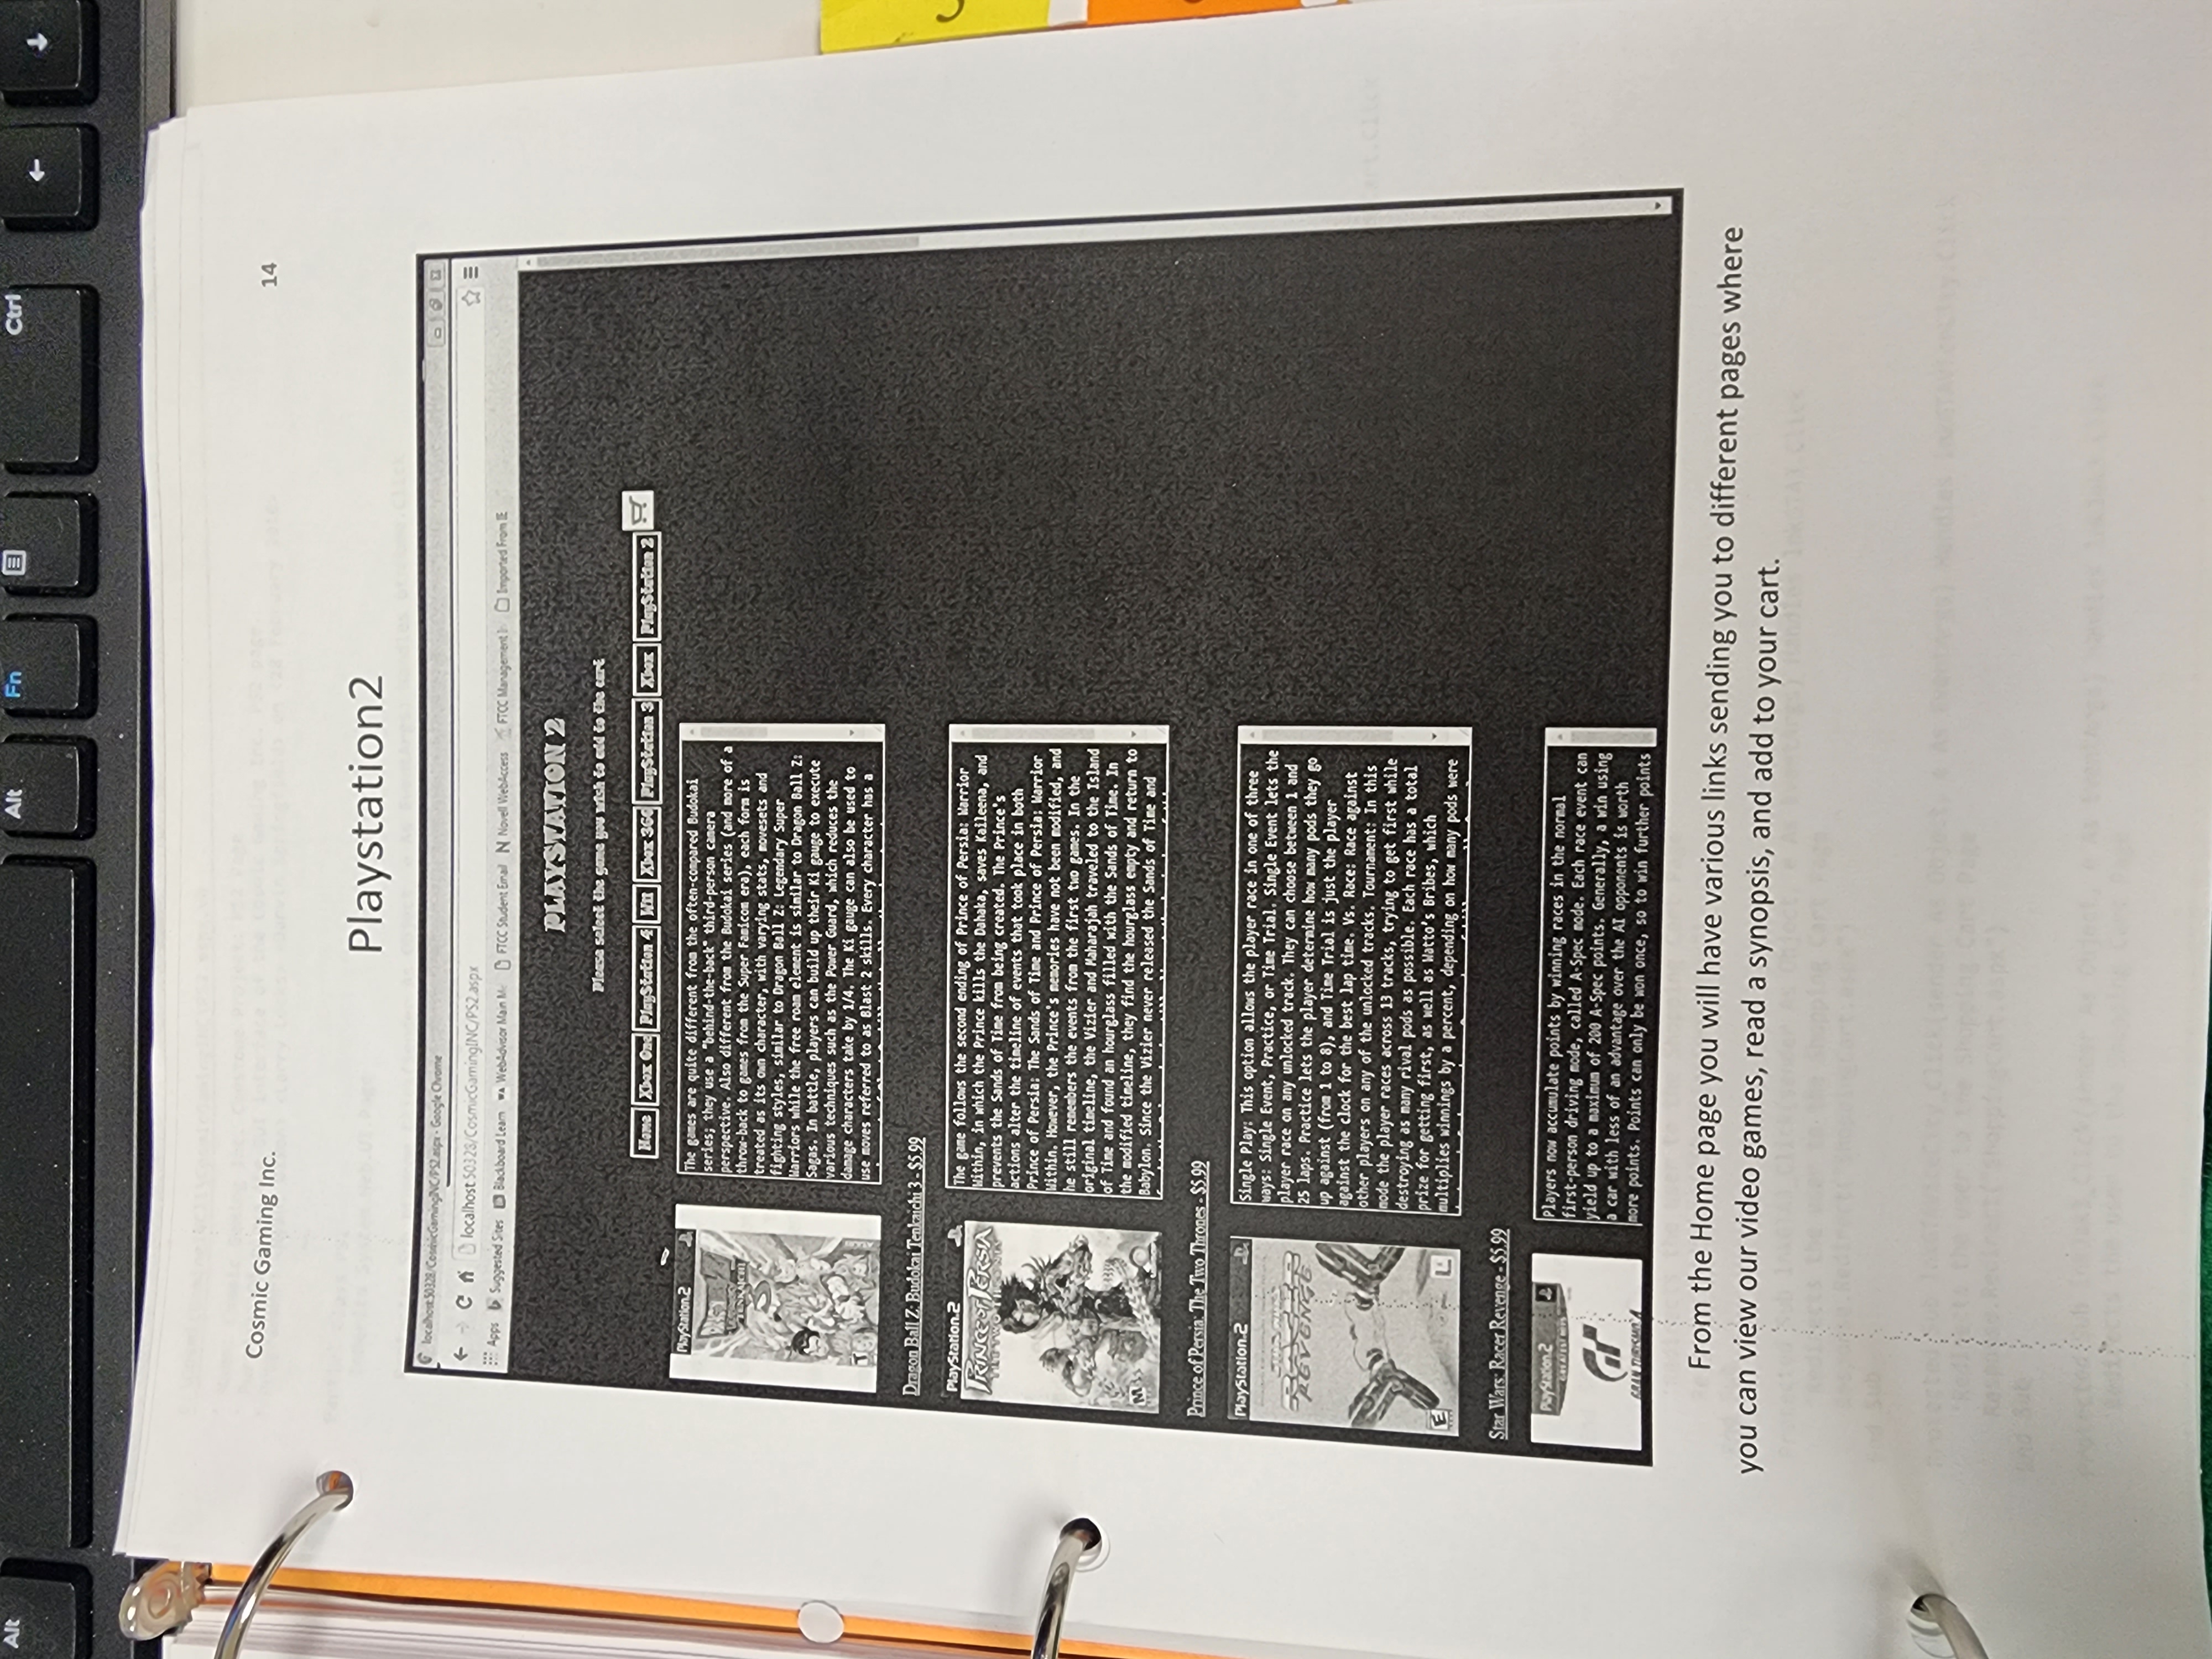 Alt
Alt
Fn
Ctrl
Cosmic Gaming Inc.
14
Playstation2
localhost:50328/CosmicGamingINC/PS2.aspx - Google Chrome
localhost:50328/CosmicGamingINC/PS2.aspx
Apps Suggested Sites Blackboard Learn WebAdvisor Main M FTCC Student Email Novell WebAccess FTCC Management Imported From IE
PLAYSTATION 2
Please select the game you wish to add to the cart
Home Xbox One PlayStation 4 Wii Xbox 360 PlayStation 3 Xbox PlayStation 2
PlayStation.2
TENKAICHI
3
T
The games are quite different from the often-compared Budokai
series; they use a "behind-the-back" third-person camera
perspective. Also different from the Budokai series (and more of a
throw-back to games from the Super Famicom era), each form is
treated as its own character, with varying stats, movesets and
fighting styles, similar to Dragon Ball Z: Legendary Super
Warriors while the free roam element is similar to Dragon Ball Z:
Sagas. In battle, players can build up their Ki gauge to execute
various techniques such as the Power Guard, which reduces the
damage characters take by 1/4. The Ki gauge can also be used to
use moves referred to as Blast 2 skills. Every character has a
Dragon Ball Z: Budokai Tenkaichi 3 - $5.99
PlayStation.2
PRINCE OF PERSIA
THE TWO THRONES
M
The game follows the second ending of Prince of Persia: Warrior
Within, in which the Prince kills the Dahaka, saves Kaileena, and
prevents the Sands of Time from being created. The Prince's
actions alter the timeline of events that took place in both
Prince of Persia: The Sands of Time and Prince of Persia: Warrior
Within. However, the Prince's memories have not been modified, and
he still remembers the events from the first two games. In the
original timeline, the Vizier and Maharajah traveled to the Island
of Time and found an hourglass filled with the Sands of Time. In
the modified timeline, they find the hourglass empty and return to
Babylon. Since the Vizier never released the Sands of Time and
Prince of Persia: The Two Thrones - $5.99
PlayStation.2
STAR WARS
RACER
REVENGE
E
Single Play: This option allows the player race in one of three
ways: Single Event, Practice, or Time Trial. Single Event lets the
player race on any unlocked track. They can choose between 1 and
25 laps. Practice lets the player determine how many pods they go
up against (from 1 to 8), and Time Trial is just the player
against the clock for the best lap time. Vs. Race: Race against
other players on any of the unlocked tracks. Tournament: In this
mode the player races across 13 tracks, trying to get first while
destroying as many rival pods as possible. Each race has a total
prize for getting first, as well as Watto's Bribes, which
multiplies winnings by a percent, depending on how many pods were
Star Wars: Racer Revenge - $5.99
PlayStation.2
GREATEST HITS
GT
GRAN TURISMO 4
Players now accumulate points by winning races in the normal
first-person driving mode, called A-Spec mode. Each race event can
yield up to a maximum of 200 A-Spec points. Generally, a win using
a car with less of an advantage over the AI opponents is worth
more points. Points can only be won once, so to win further points
From the Home page you will have various links sending you to different pages where
you can view our video games, read a synopsis, and add to your cart.